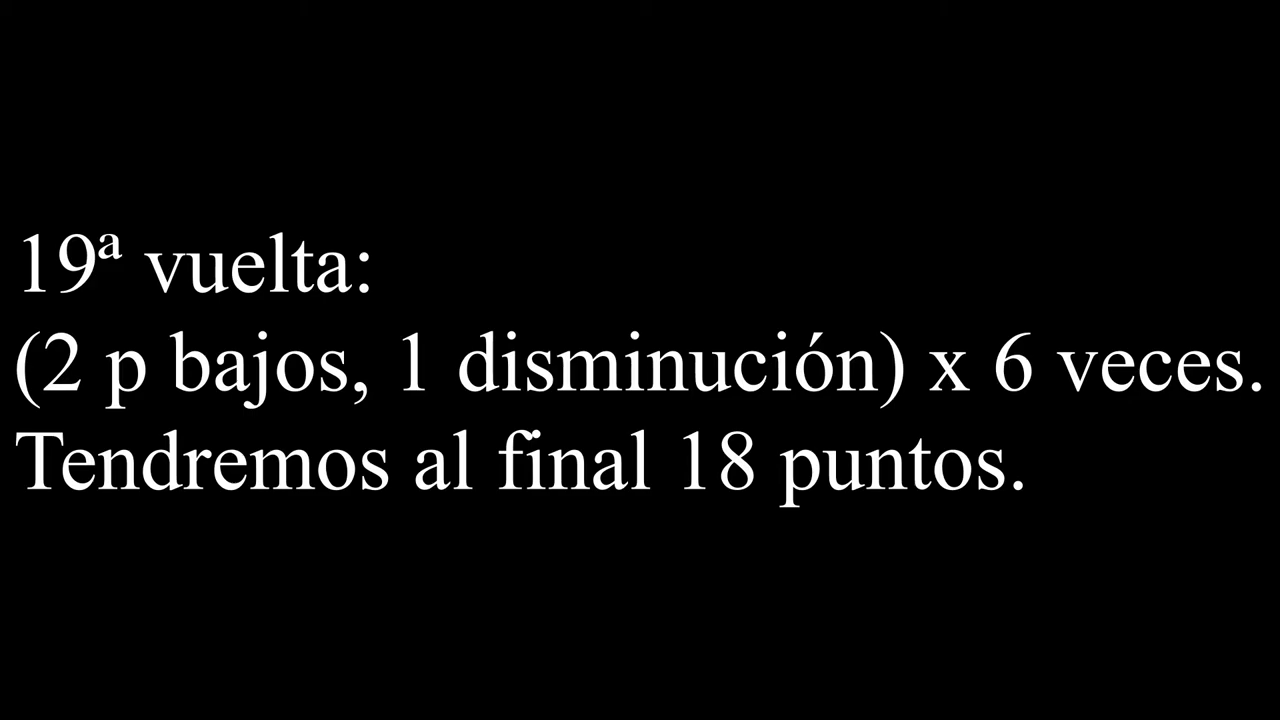 19ª vuelta:
(2 p bajos, 1 disminución) x 6 veces.
Tendremos al final 18 puntos.